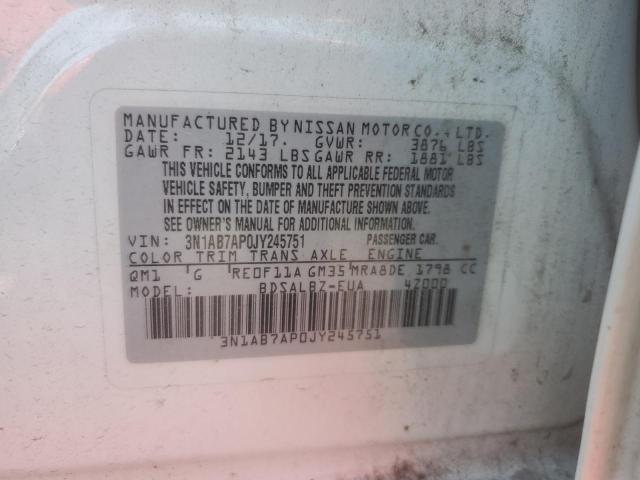 MANUFACTURED BY NISSAN MOTOR CO., LTD.
DATE: 12/17. GVWR: 3876 LBS
GAWR FR: 2143 LBS GAWR RR: 1881 LBS
THIS VEHICLE CONFORMS TO ALL APPLICABLE FEDERAL MOTOR
VEHICLE SAFETY, BUMPER AND THEFT PREVENTION STANDARDS
IN EFFECT ON THE DATE OF MANUFACTURE SHOWN ABOVE.
SEE OWNER'S MANUAL FOR ADDITIONAL INFORMATION.
VIN: 3N1AB7AP0JY245751 PASSENGER CAR.
COLOR TRIM TRANS AXLE ENGINE
QM1 G RE0F11A GM35 MRA8DE 1798 CC
MODEL: BDSALBZ-EUA 4Z000
3N1AB7AP0JY245751